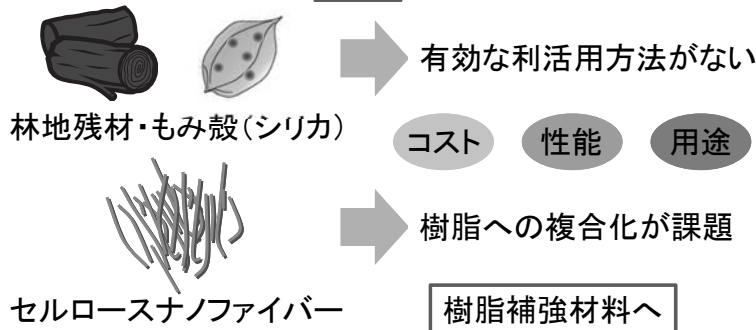 有効な利活用方法がない
林地残材・もみ殻(シリカ)
コスト 性能 用途
樹脂への複合化が課題
セルロースナノファイバー
樹脂補強材料へ